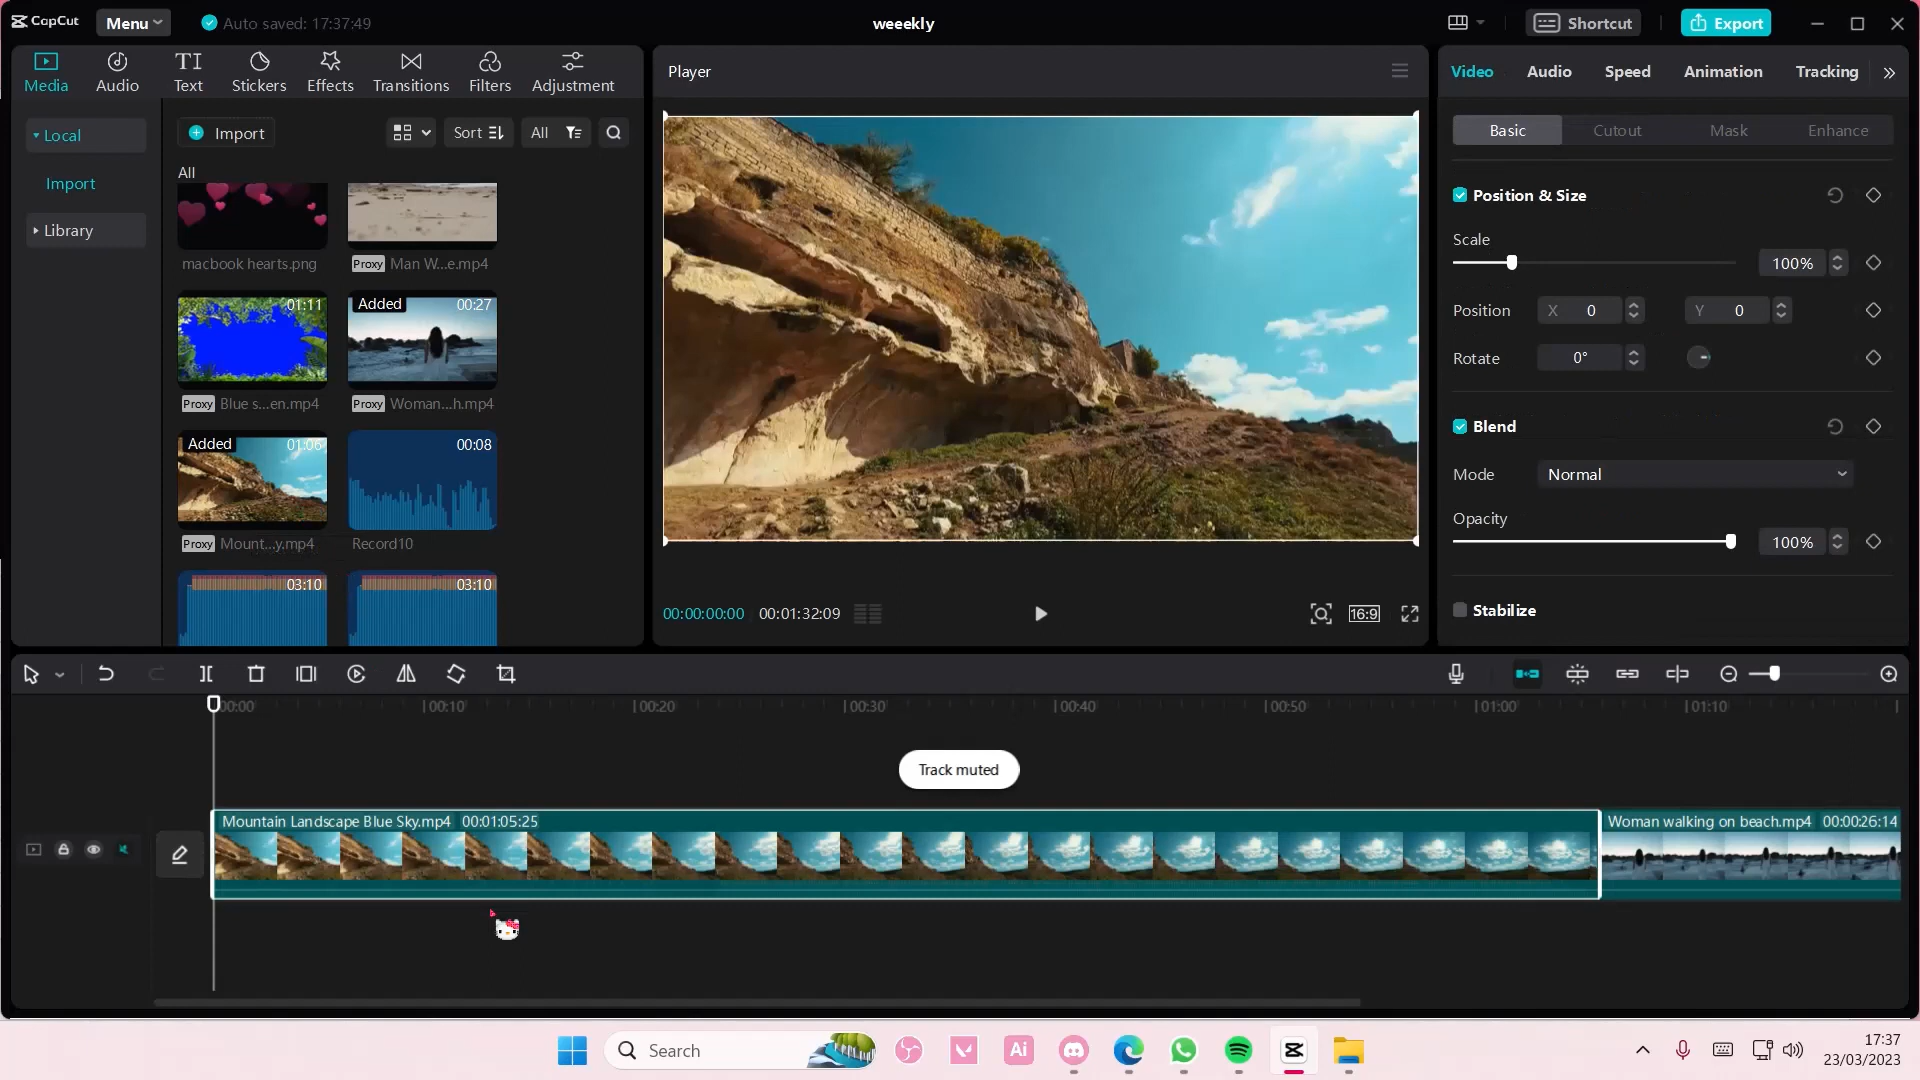 CapCut
Menu
Auto saved: 17:37:49
weeekly
Shortcut
Export
Media
Audio
Text
Stickers
Effects
Transitions
Filters
Adjustment
Local
Import
Library
Import
Sort
All
All
macbook hearts.png
Proxy Man W...e.mp4
01:11
Proxy Blue s...en.mp4
Added 00:27
Proxy Woman...h.mp4
Added 01:06
Proxy Mount...y.mp4
00:08
Record10
03:10
03:10
Player
00:00:00:00 00:01:32:09
16:9
Video
Audio
Speed
Animation
Tracking
Basic
Cutout
Mask
Enhance
Position & Size
Scale
100%
Position X 0 Y 0
Rotate 0°
Blend
Mode Normal
Opacity
100%
Stabilize
00:00 00:10 00:20 00:30 00:40 00:50 01:00 01:10
Track muted
Mountain Landscape Blue Sky.mp4 00:01:05:25
Woman walking on beach.mp4 00:00:26:14
Search
Ai
17:37
23/03/2023